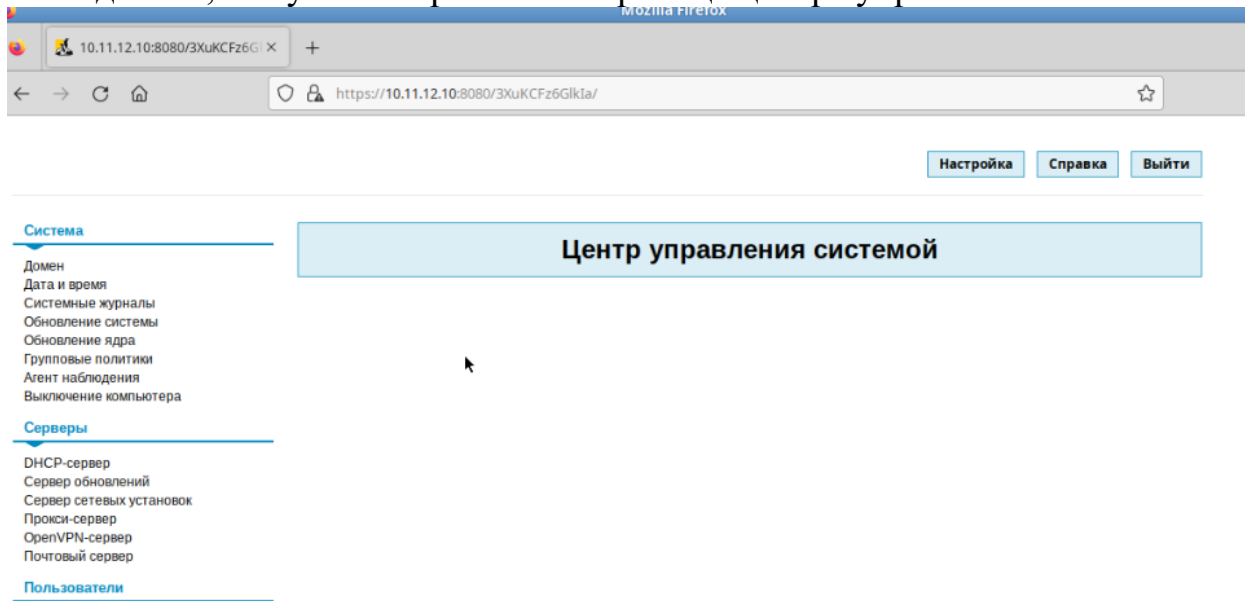 Mozilla Firefox
10.11.12.10:8080/3XuKCFz6Gl
https://10.11.12.10:8080/3XuKCFz6GlkIa/
Настройка Справка Выйти
Система
Центр управления системой
Домен
Дата и время
Системные журналы
Обновление системы
Обновление ядра
Групповые политики
Агент наблюдения
Выключение компьютера
Серверы
DHCP-сервер
Сервер обновлений
Сервер сетевых установок
Прокси-сервер
OpenVPN-сервер
Почтовый сервер
Пользователи